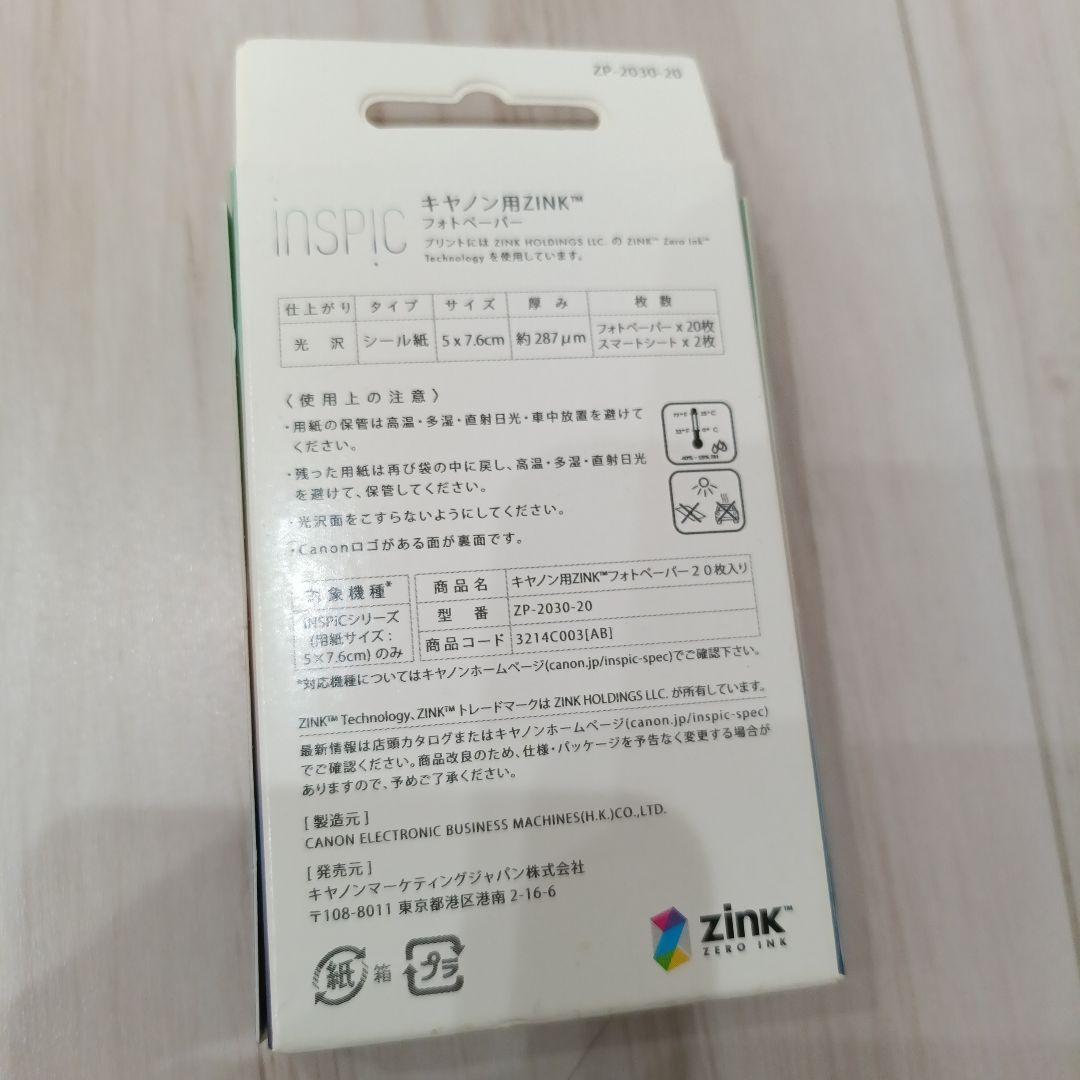 ZP-2030-20
iNSPiC
キヤノン用ZINK™
フォトペーパー
プリントには ZINK HOLDINGS LLC. の ZINK™ Zero Ink™
Technology を使用しています。
仕上がり タイプ サイズ 厚 み 枚 数
光 沢 シール紙 5 x 7.6cm 約 287μm フォトペーパー x 20枚
スマートシート x 2枚
〈使用上の注意〉
・用紙の保管は高温・多湿・直射日光・車中放置を避けて
ください。
・残った用紙は再び袋の中に戻し、高温・多湿・直射日光
を避けて、保管してください。
・光沢面をこすらないようにしてください。
・Canonロゴがある面が裏面です。
対象機種*
iNSPiCシリーズ
(用紙サイズ:
5×7.6cm) のみ
商品名 キヤノン用ZINK™フォトペーパー20枚入り
型 番 ZP-2030-20
商品コード 3214C003[AB]
*対応機種についてはキヤノンホームページ(canon.jp/inspic-spec)でご確認下さい。
ZINK™ Technology、ZINK™ トレードマークは ZINK HOLDINGS LLC. が所有しています。
最新情報は店頭カタログまたはキヤノンホームページ(canon.jp/inspic-spec)
でご確認ください。商品改良のため、仕様・パッケージを予告なく変更する場合が
ありますので、予めご了承ください。
[ 製造元 ]
CANON ELECTRONIC BUSINESS MACHINES(H.K.)CO.,LTD.
[ 発売元 ]
キヤノンマーケティングジャパン株式会社
〒108-8011 東京都港区港南 2-16-6
紙 箱 プラ
zink™
ZERO INK